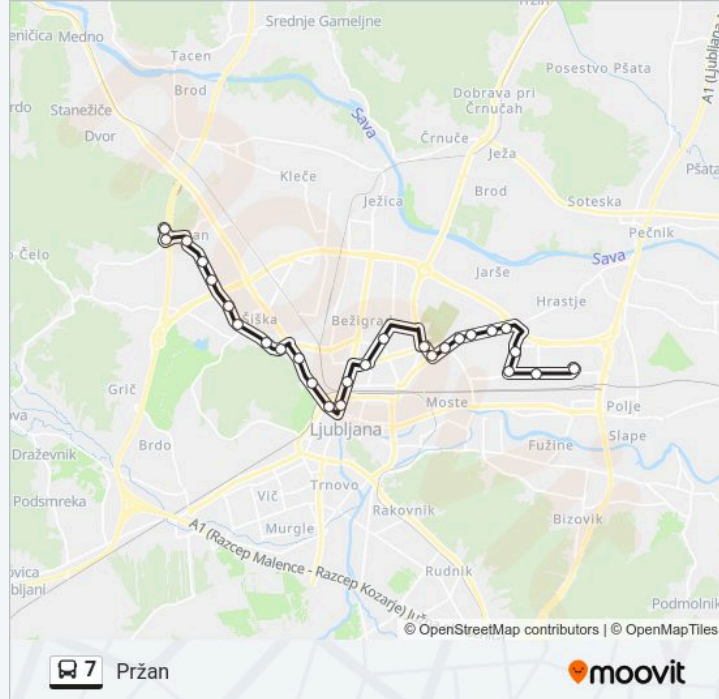 Srednje Gameljne
Medno
Tacen
Brod
Posestvo Pšata
A1 (Ljubljana
Stanežiče
Dobrava pri
Črnučah
Dvor
Sava
Črnuče
Ježa
Kleče
Pšata
Ježica
Brod
Soteska
Pečnik
Čelo
Sava
Jarše
Hrastje
Šiška
Bežigrad
Grič
Moste
Polje
Ljubljana
Slape
Brdo
Fužine
Draževnik
Trnovo
Podsmreka
Vič
Rakovnik
Bizovik
Murgle
A1 (Razcep Malence - Razcep Kozarje)
Rudnik
Podmolnik
© OpenStreetMap contributors | © OpenMapTiles
7 Pržan
moovit